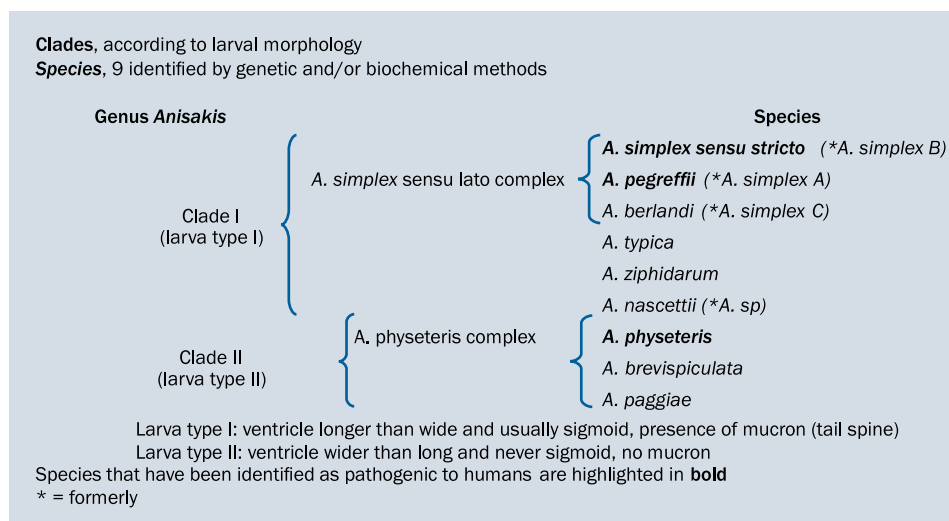 Clades, according to larval morphology
Species, 9 identified by genetic and/or biochemical methods
Genus Anisakis
Species
A. simplex sensu stricto (*A. simplex B)
A. simplex sensu lato complex
A. pegreffii (*A. simplex A)
Clade I
(larva type I)
A. berlandi (*A. simplex C)
A. typica
A. ziphidarum
A. nascettii (*A. sp)
A. physeteris complex
A. physeteris
Clade II
(larva type II)
A. brevispiculata
A. paggiae
Larva type I: ventricle longer than wide and usually sigmoid, presence of mucron (tail spine)
Larva type II: ventricle wider than long and never sigmoid, no mucron
Species that have been identified as pathogenic to humans are highlighted in bold
* = formerly